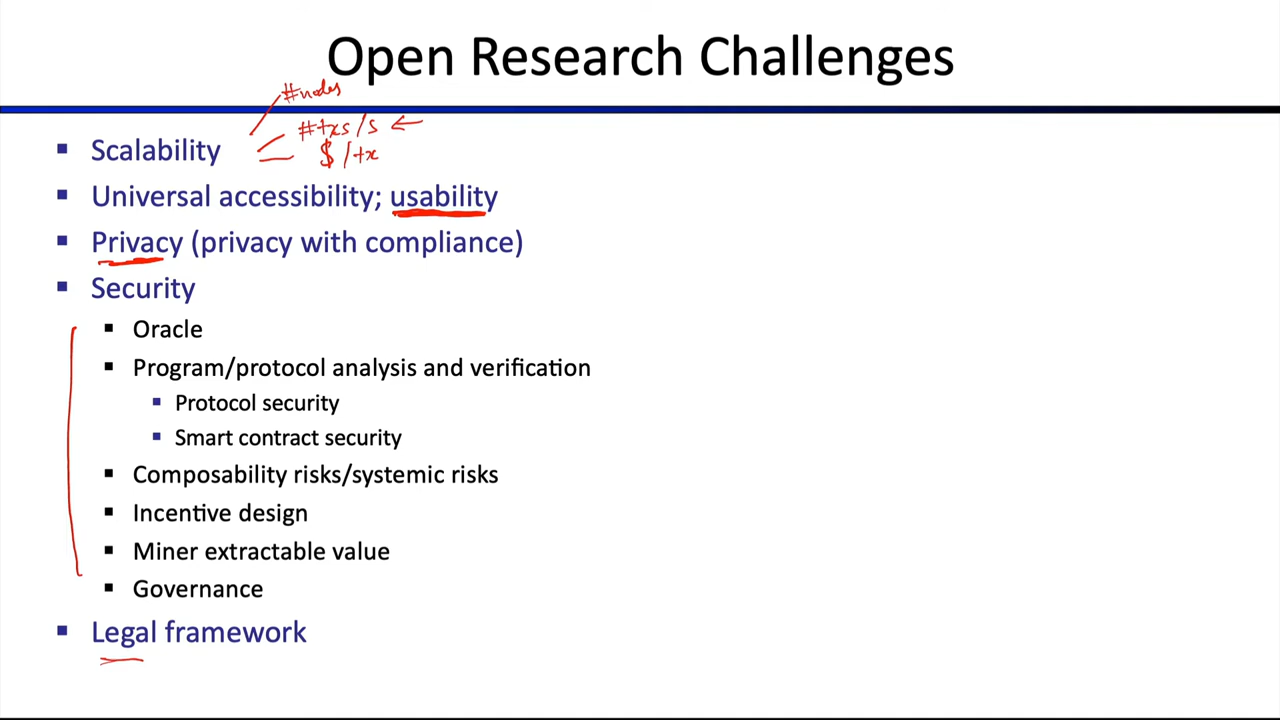 Open Research Challenges
#nodes
#txs/s ←
Scalability
$/tx
Universal accessibility; usability
Privacy (privacy with compliance)
Security
Oracle
Program/protocol analysis and verification
Protocol security
Smart contract security
Composability risks/systemic risks
Incentive design
Miner extractable value
Governance
Legal framework